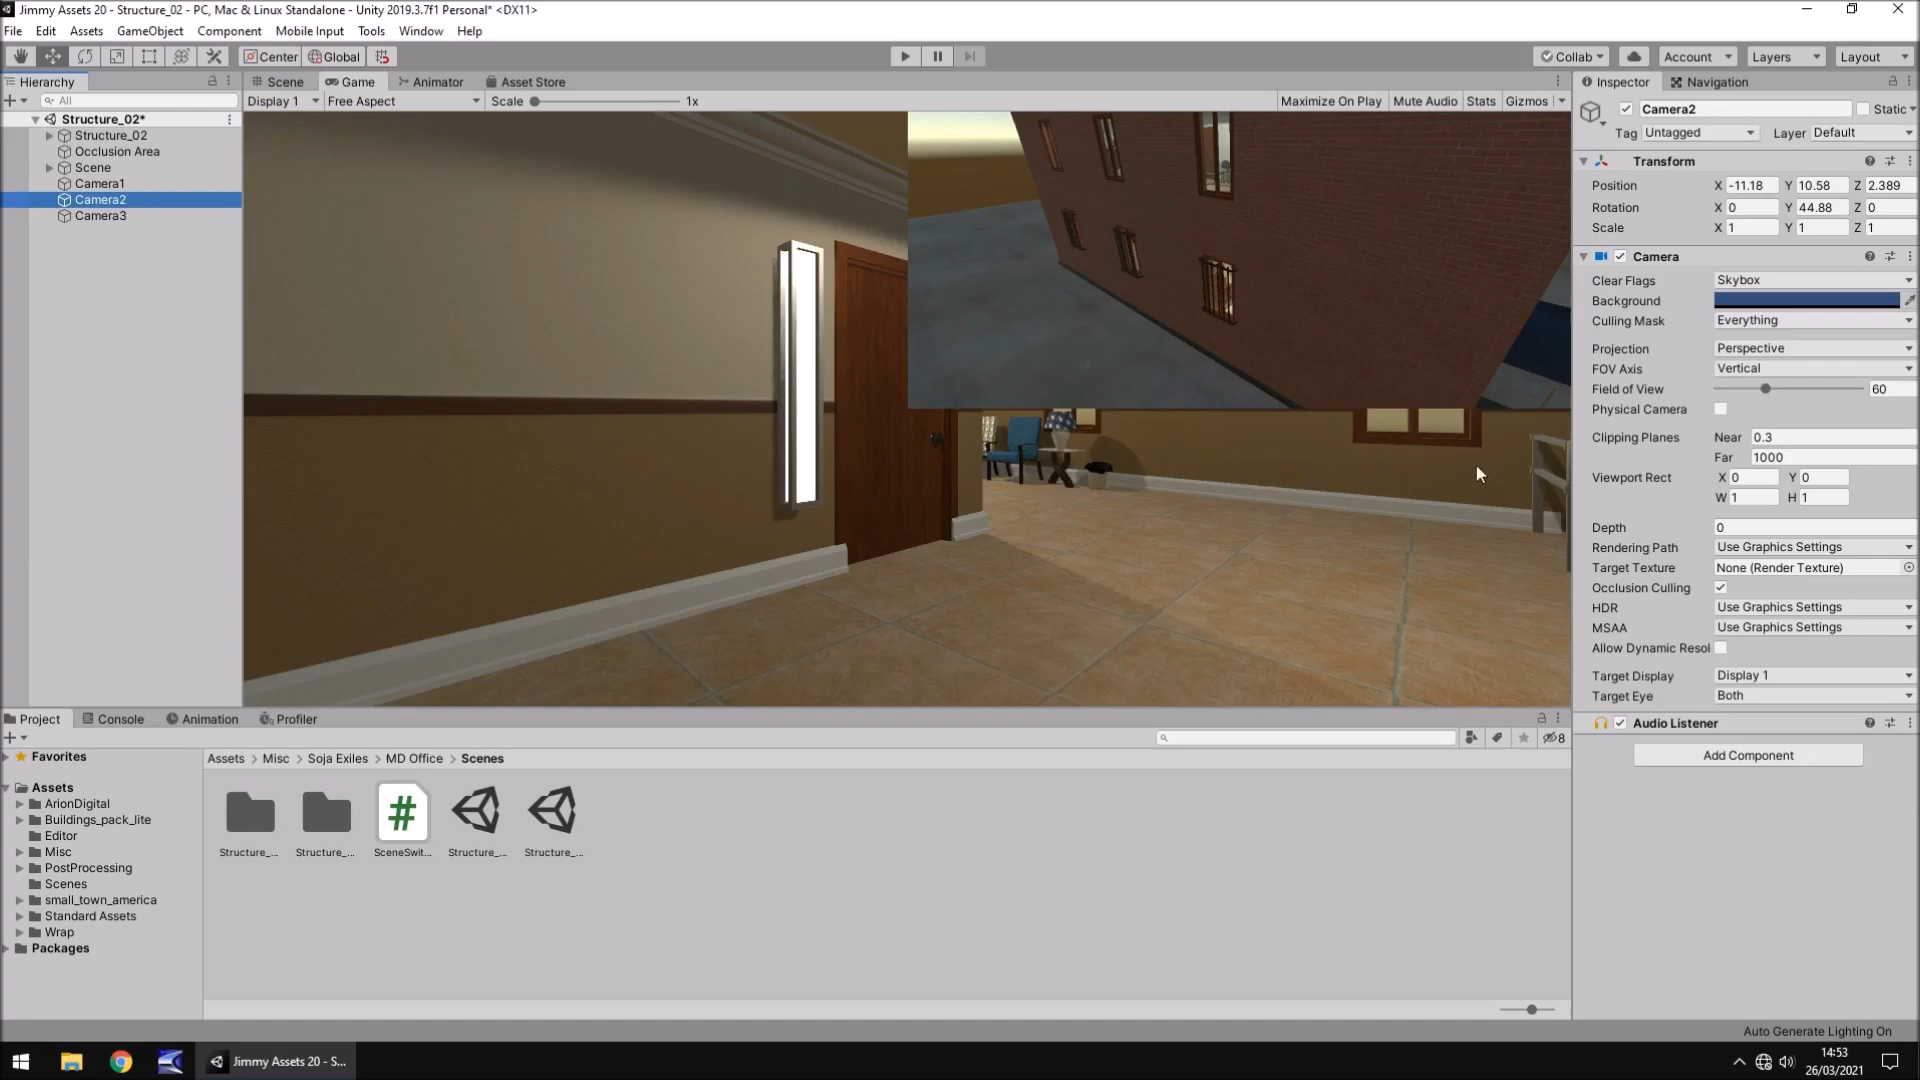 Jimmy Assets 20 - Structure_02 - PC, Mac & Linux Standalone - Unity 2019.3.7f1 Personal* <DX11>
File Edit Assets GameObject Component Mobile Input Tools Window Help
Center Global Collab Account Layers Layout
Hierarchy
All
Structure_02*
Structure_02
Occlusion Area
Scene
Camera1
Camera2
Camera3
Scene Game Animator Asset Store
Display 1 Free Aspect Scale 1x Maximize On Play Mute Audio Stats Gizmos
Inspector Navigation
Camera2 Static
Tag Untagged Layer Default
Transform
Position X -11.18 Y 10.58 Z 2.389
Rotation X 0 Y 44.88 Z 0
Scale X 1 Y 1 Z 1
Camera
Clear Flags Skybox
Background
Culling Mask Everything
Projection Perspective
FOV Axis Vertical
Field of View 60
Physical Camera
Clipping Planes Near 0.3
Far 1000
Viewport Rect X 0 Y 0
W 1 H 1
Depth 0
Rendering Path Use Graphics Settings
Target Texture None (Render Texture)
Occlusion Culling
HDR Use Graphics Settings
MSAA Use Graphics Settings
Allow Dynamic Resol
Target Display Display 1
Target Eye Both
Audio Listener
Add Component
Project Console Animation Profiler
8
Favorites
Assets
ArionDigital
Buildings_pack_lite
Editor
Misc
PostProcessing
Scenes
small_town_america
Standard Assets
Wrap
Packages
Assets > Misc > Soja Exiles > MD Office > Scenes
Structure_... Structure_... SceneSwit... Structure_... Structure_...
Auto Generate Lighting On
Jimmy Assets 20 - S...
14:53
26/03/2021